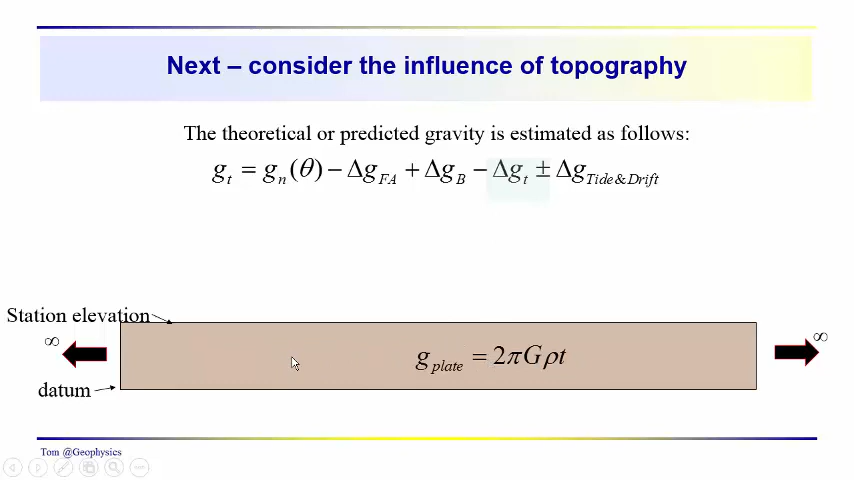 Next – consider the influence of topography
The theoretical or predicted gravity is estimated as follows:
g_t = g_n(θ) − Δg_FA + Δg_B − Δg_t ± Δg_Tide&Drift
Station elevation
∞ ∞
g_plate = 2πGρt
datum
Tom @Geophysics